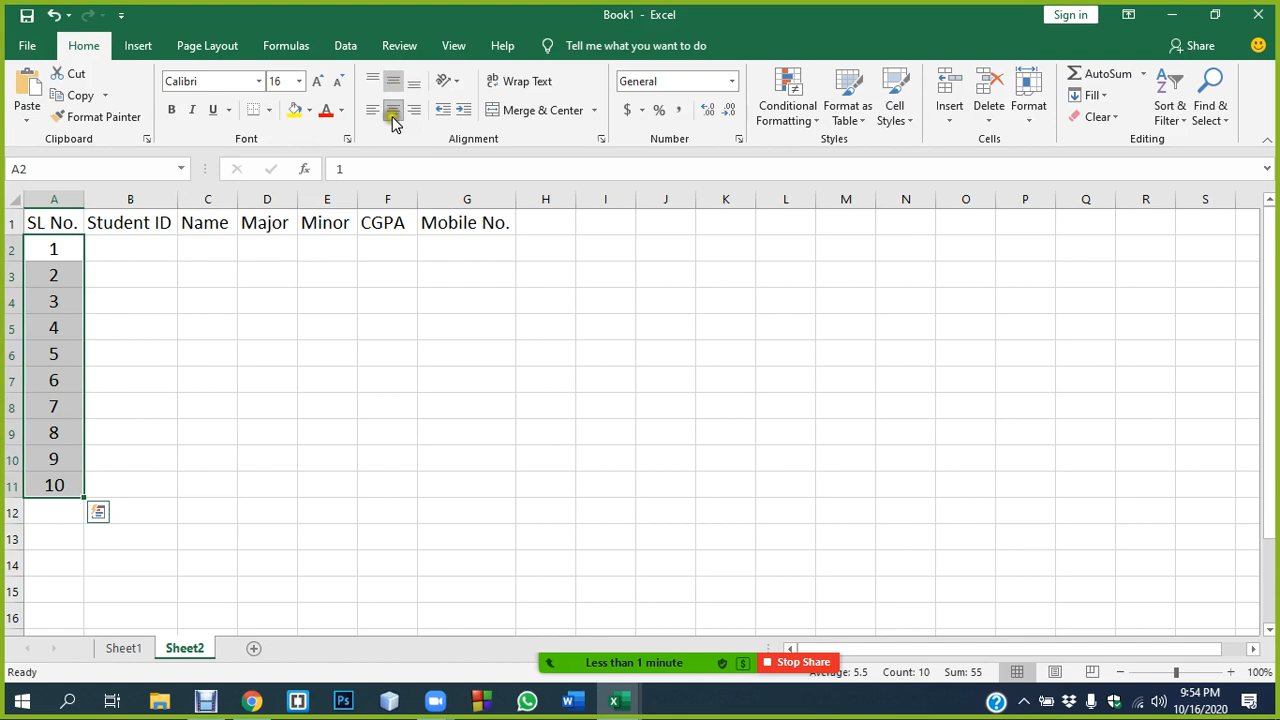 Book1 - Excel
Sign in
File Home Insert Page Layout Formulas Data Review View Help Tell me what you want to do Share
Paste
Cut
Copy
Format Painter
Clipboard
Calibri 16
B I U
Font
Wrap Text
Merge & Center
Alignment
General
$ % ,
Number
Conditional Formatting
Format as Table
Cell Styles
Styles
Insert Delete Format
Cells
AutoSum
Fill
Clear
Sort & Filter
Find & Select
Editing
A2 fx 1
A B C D E F G H I J K L M N O P Q R S
1 SL No. Student ID Name Major Minor CGPA Mobile No.
2 1
3 2
4 3
5 4
6 5
7 6
8 7
9 8
10 9
11 10
12
13
14
15
16
Sheet1 Sheet2
Less than 1 minute Stop Share
Ready Average: 5.5 Count: 10 Sum: 55 100%
9:54 PM
10/16/2020